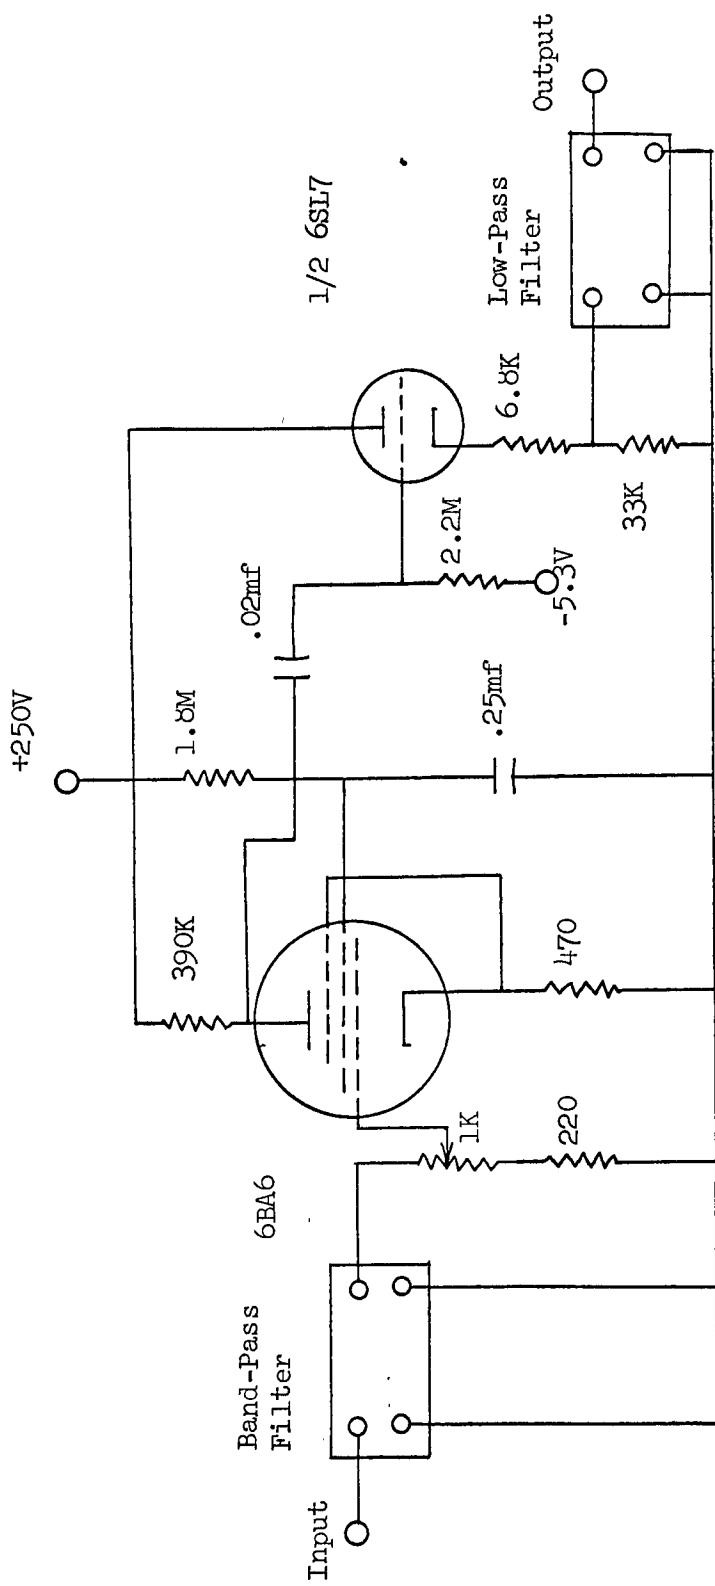 Input
Band-Pass
Filter
6BA6
1K
220
390K
470
+250V
1.8M
.25mf
.02mf
2.2M
-5.3V
1/2 6SL7
6.8K
33K
Low-Pass
Filter
Output